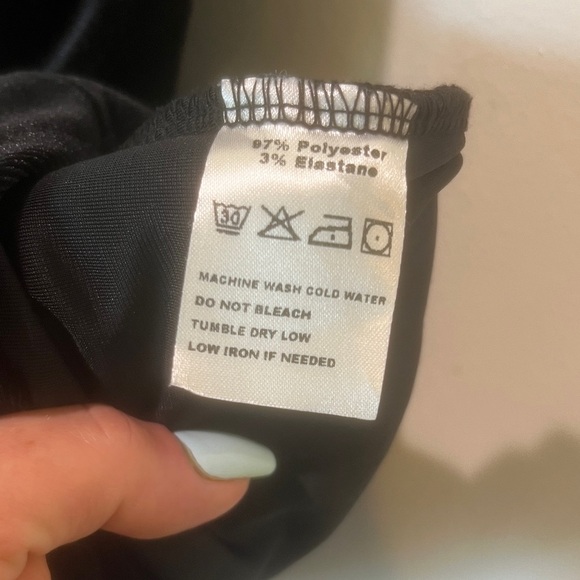 97% Polyester
3% Elastane
30
MACHINE WASH COLD WATER
DO NOT BLEACH
TUMBLE DRY LOW
LOW IRON IF NEEDED